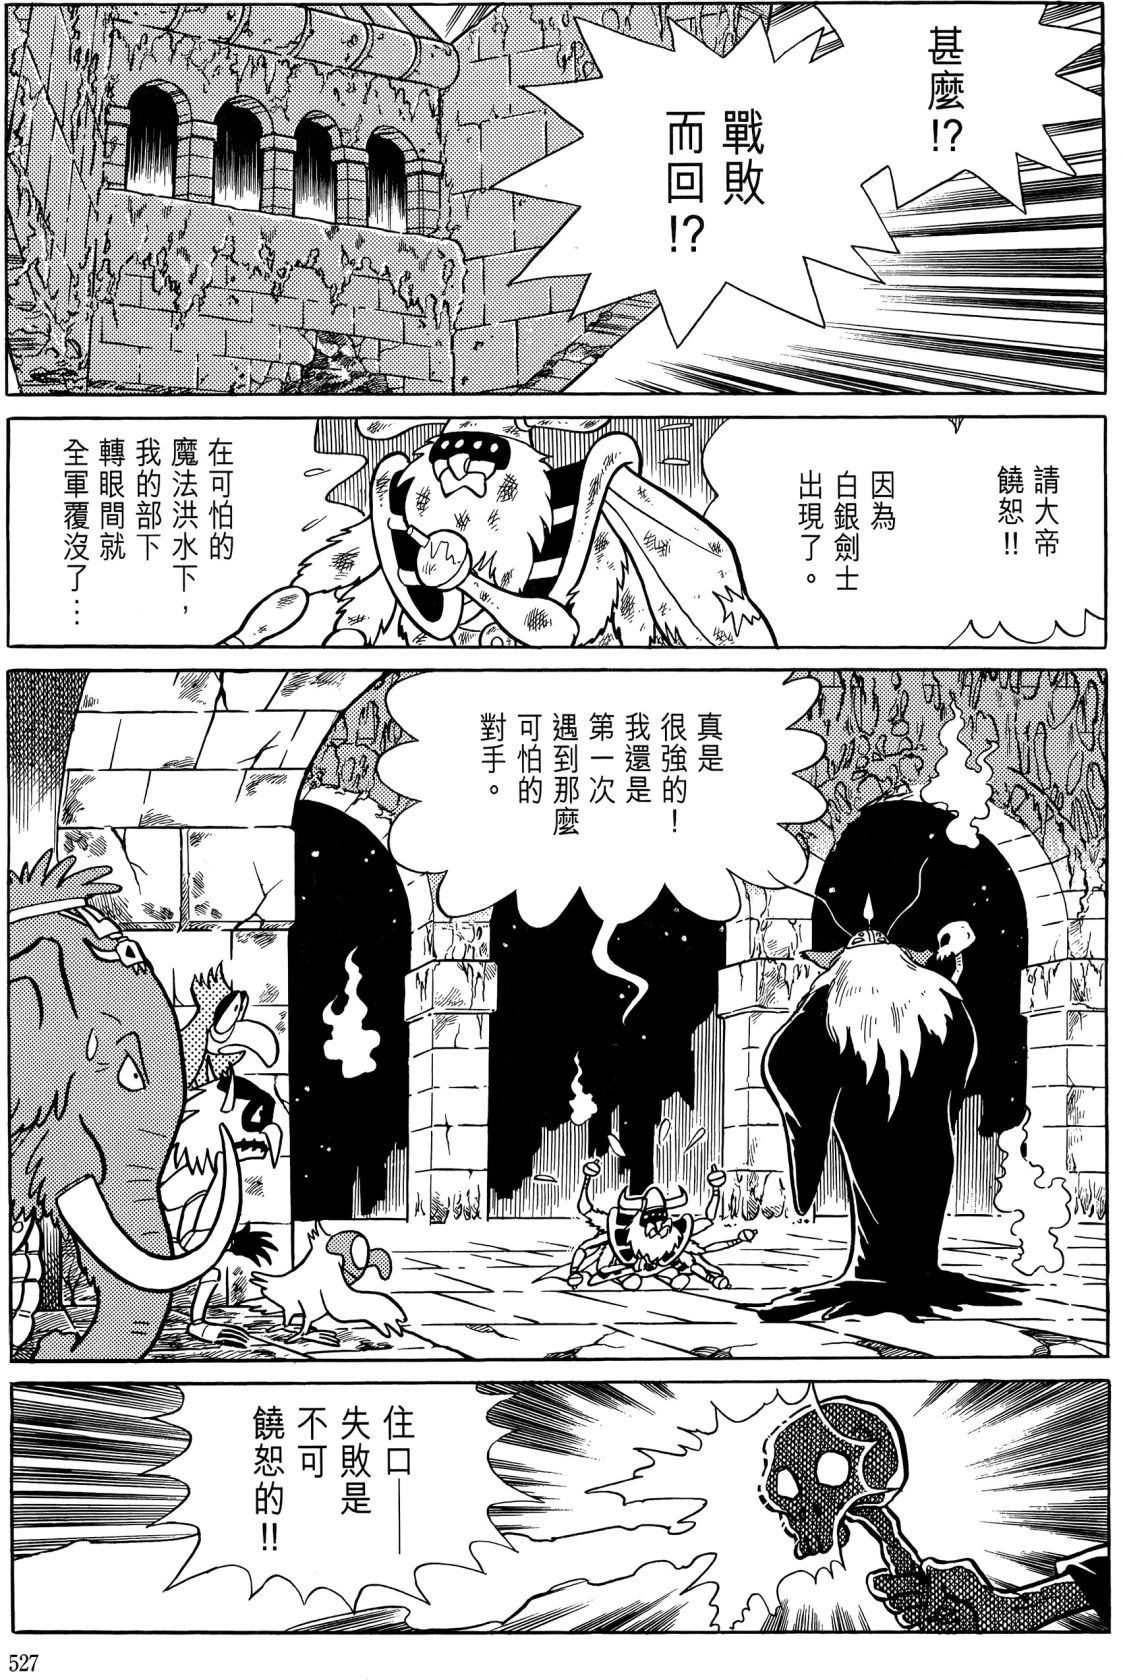 甚麼!?
戰敗
而回!?
請大帝
饒恕!!
因為
白銀劍士
出現了。
在可怕的
魔法洪水下，
我的部下
轉眼間就
全軍覆沒了…
真是
很強的！
我還是
第一次
遇到那麼
可怕的
對手。
住口——
失敗是
不可
饒恕的!!
527